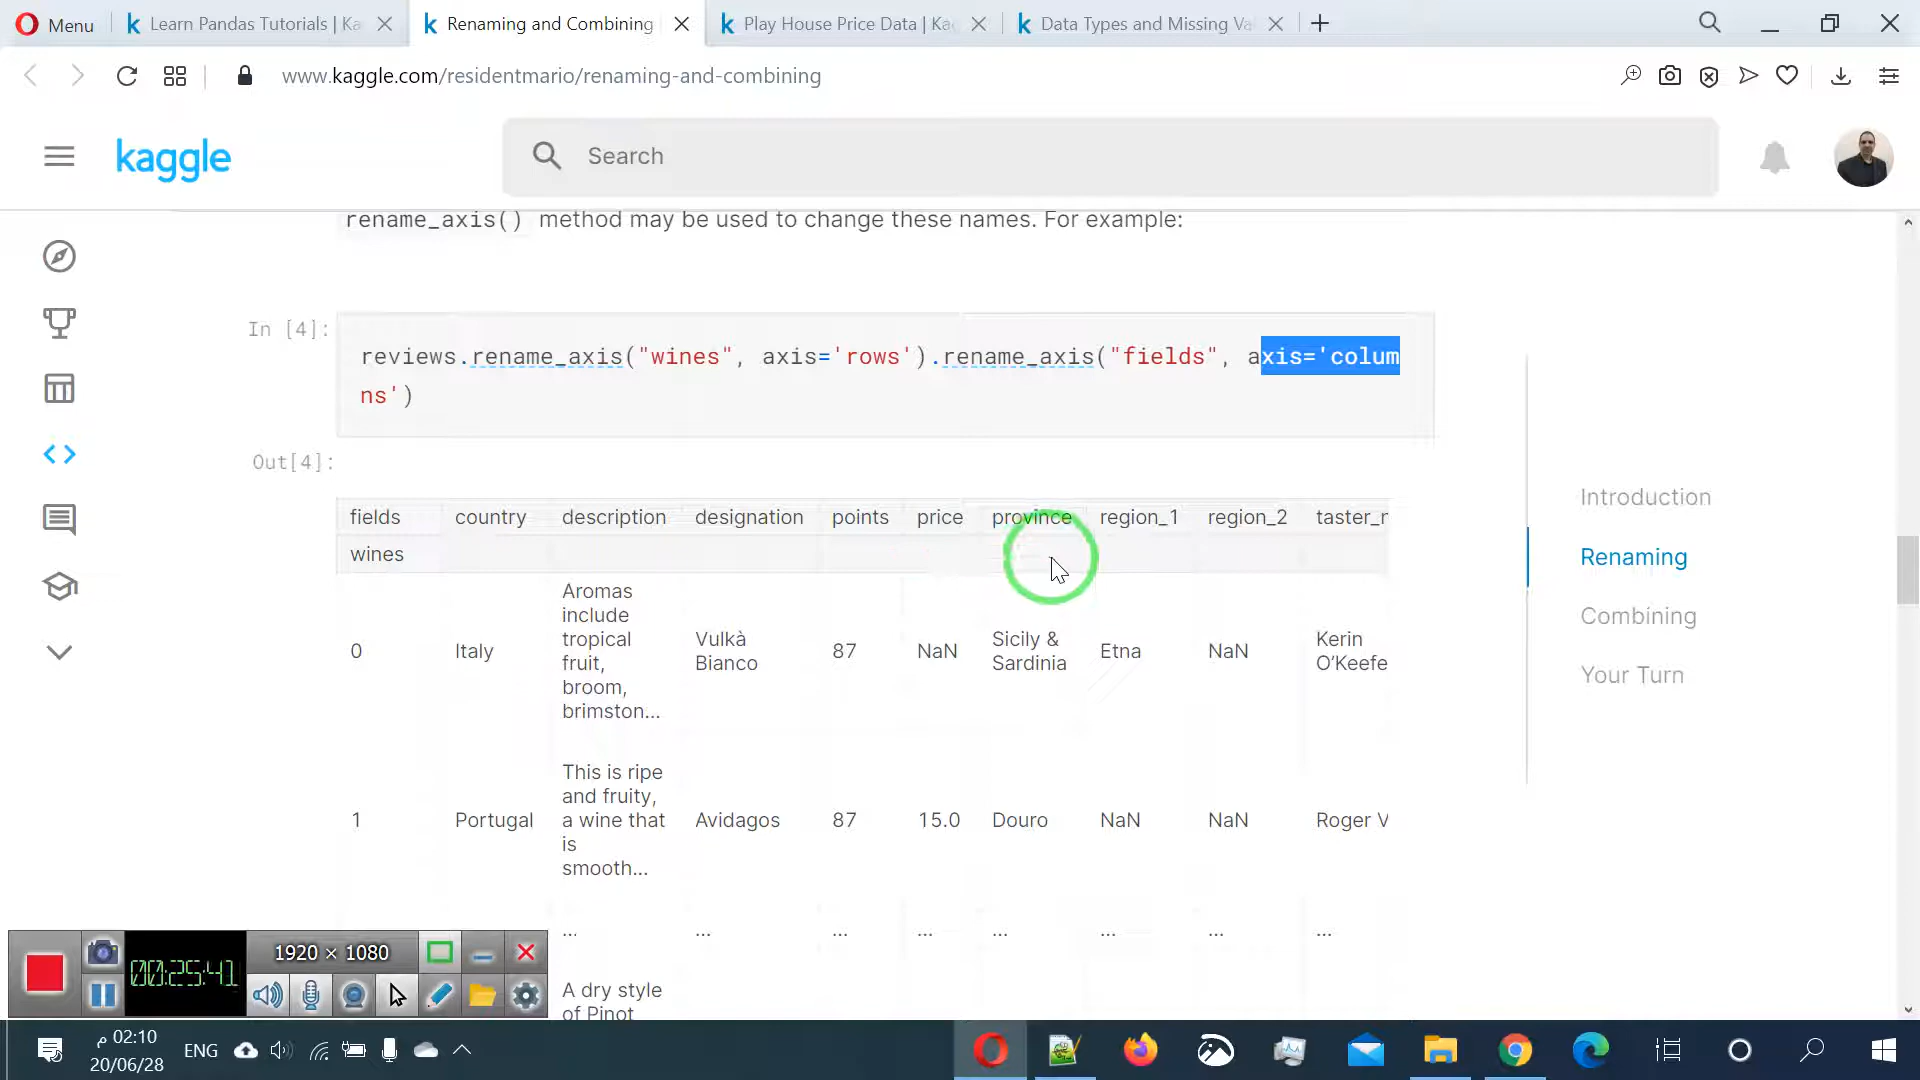 Menu
Learn Pandas Tutorials | Ka
Renaming and Combining
Play House Price Data | Kag
Data Types and Missing Va
www.kaggle.com/residentmario/renaming-and-combining
kaggle
Search
rename_axis() method may be used to change these names. For example:
In [4]:
reviews.rename_axis("wines", axis='rows').rename_axis("fields", axis='colum
ns')
Out[4]:
fields country description designation points price province region_1 region_2 taster_n
wines
0 Italy Aromas include tropical fruit, broom, brimston... Vulkà Bianco 87 NaN Sicily & Sardinia Etna NaN Kerin O'Keefe
1 Portugal This is ripe and fruity, a wine that is smooth... Avidagos 87 15.0 Douro NaN NaN Roger V
... ... ... ... ... ... ... ...
A dry style
of Pinot
Introduction
Renaming
Combining
Your Turn
00:25:41
1920 × 1080
02:10 م
20/06/28
ENG